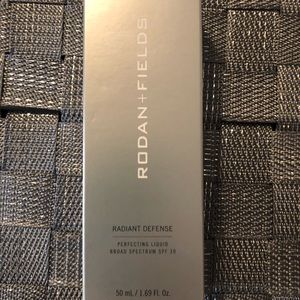 RODAN+FIELDS
RADIANT DEFENSE
PERFECTING LIQUID
BROAD SPECTRUM SPF 30
50 mL / 1.69 Fl. Oz.